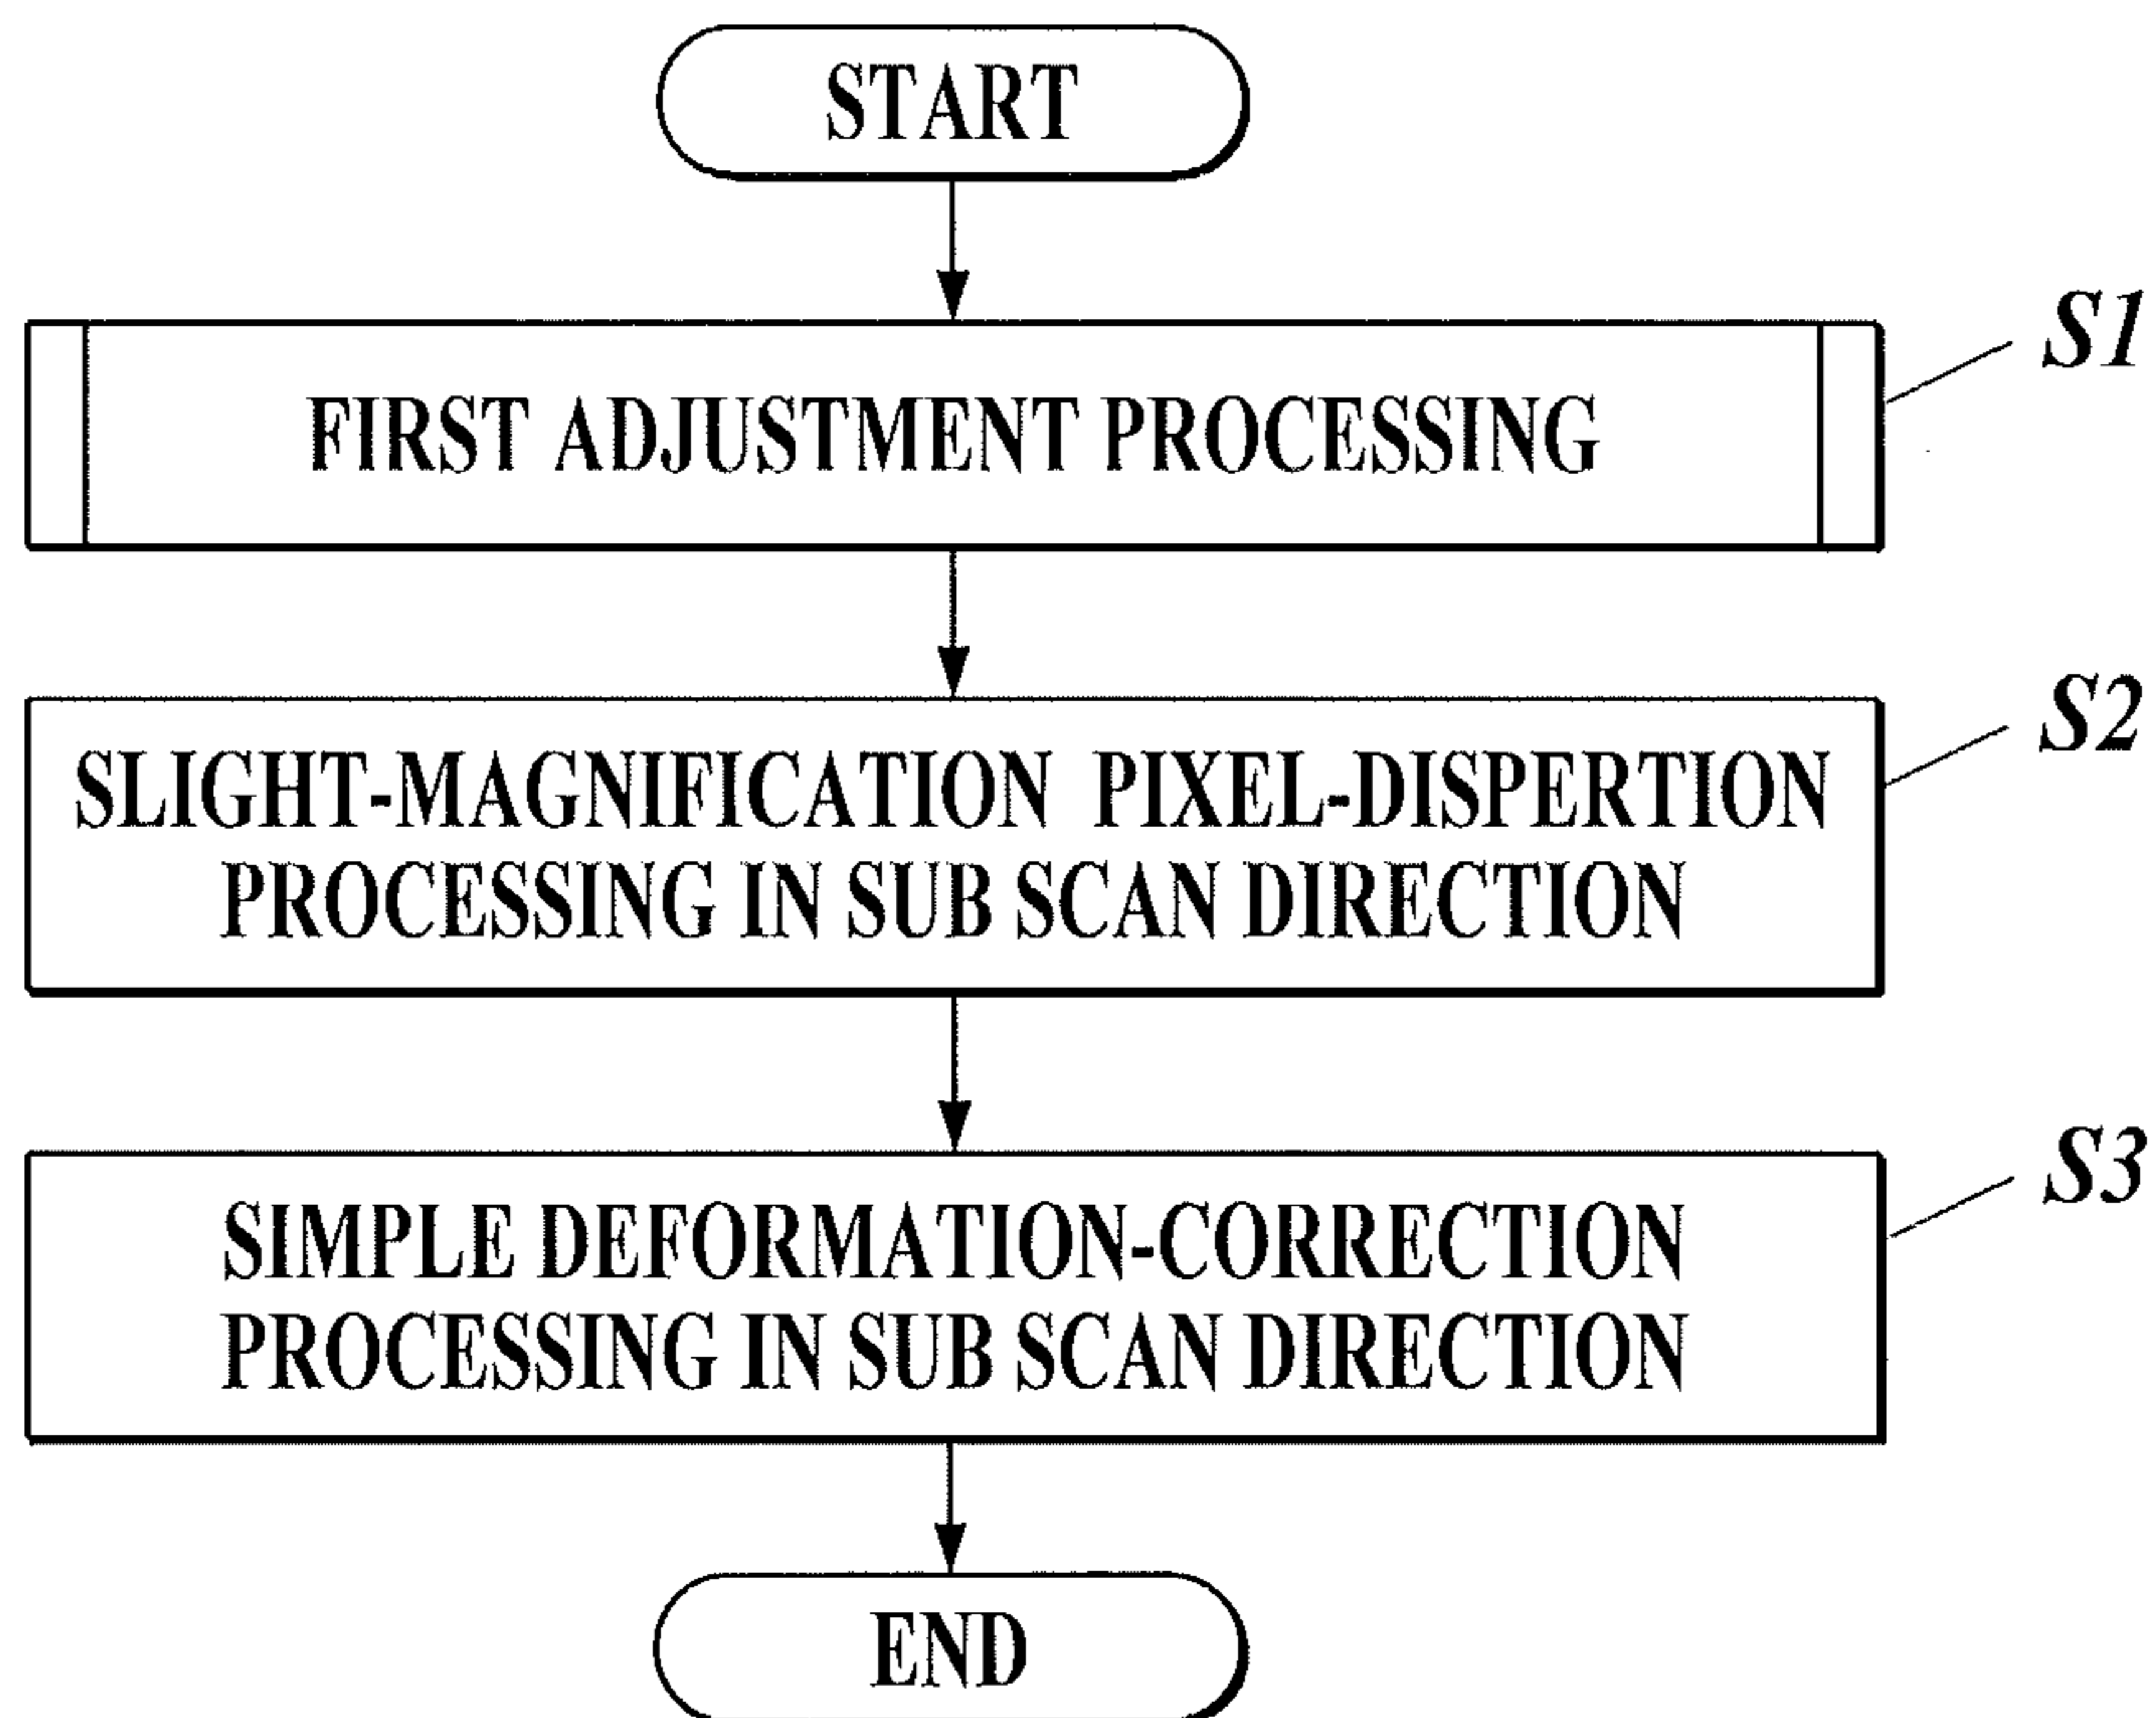 START
FIRST ADJUSTMENT PROCESSING
S1
SLIGHT-MAGNIFICATION PIXEL-DISPERTION
PROCESSING IN SUB SCAN DIRECTION
S2
SIMPLE DEFORMATION-CORRECTION
PROCESSING IN SUB SCAN DIRECTION
S3
END